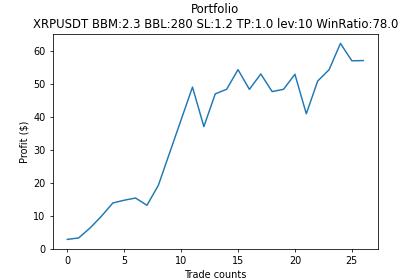 Portfolio
XRPUSDT BBM:2.3 BBL:280 SL:1.2 TP:1.0 lev:10 WinRatio:78.0
60
50
40
30
20
10
0
Profit ($)
0 5 10 15 20 25
Trade counts